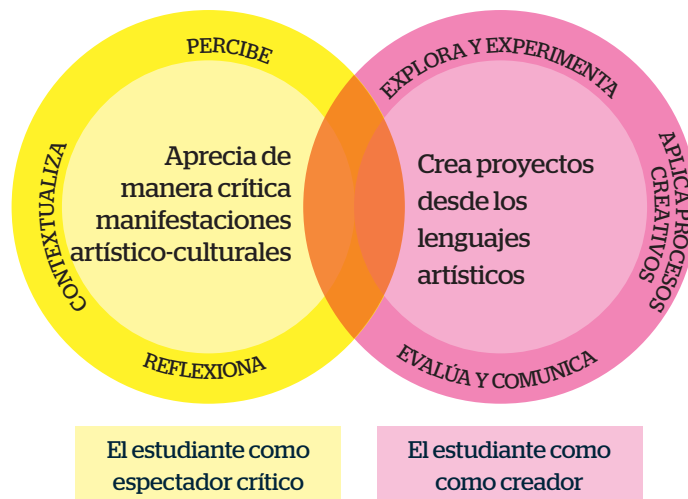 PERCIBE
CONTEXTUALIZA
Aprecia de
manera crítica
manifestaciones
artístico-culturales
REFLEXIONA
EXPLORA Y EXPERIMENTA
APLICA PROCESOS
CREATIVOS
Crea proyectos
desde los
lenguajes
artísticos
EVALÚA Y COMUNICA
El estudiante como
espectador crítico
El estudiante como
como creador